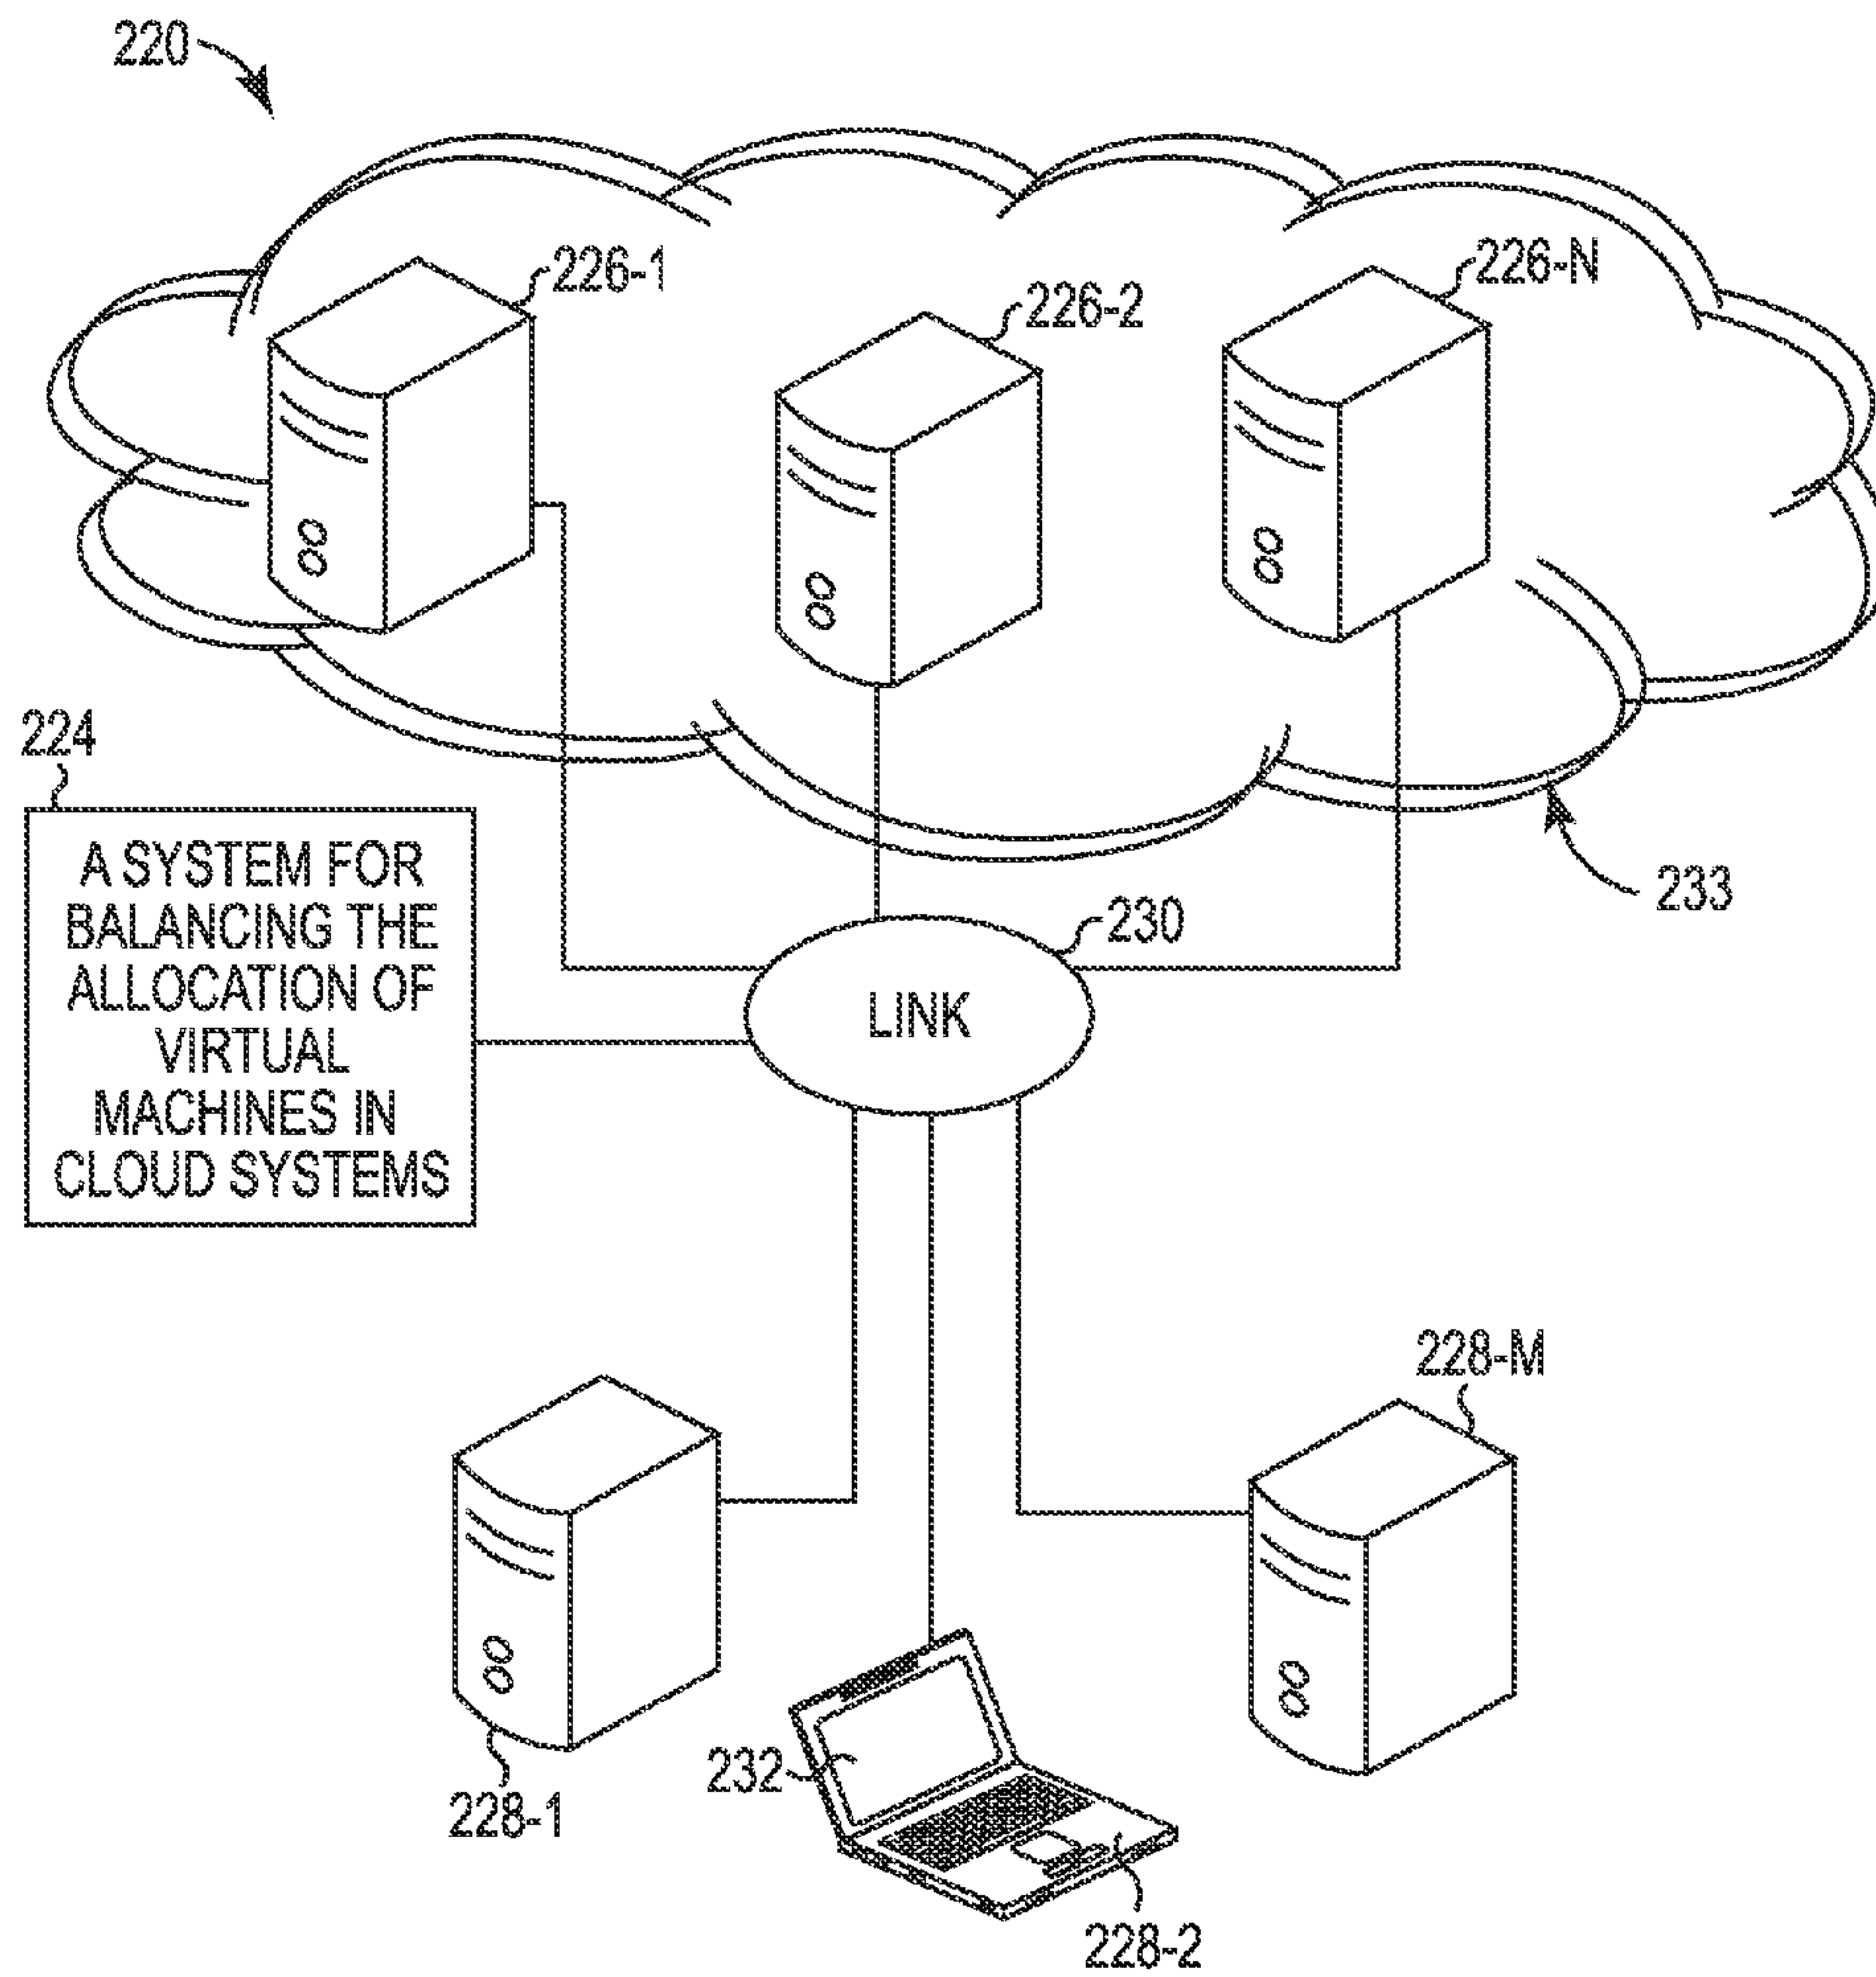 220
226-1
226-2
226-N
224
A SYSTEM FOR
BALANCING THE
ALLOCATION OF
VIRTUAL
MACHINES IN
CLOUD SYSTEMS
233
230
LINK
228-M
232
228-1
228-2